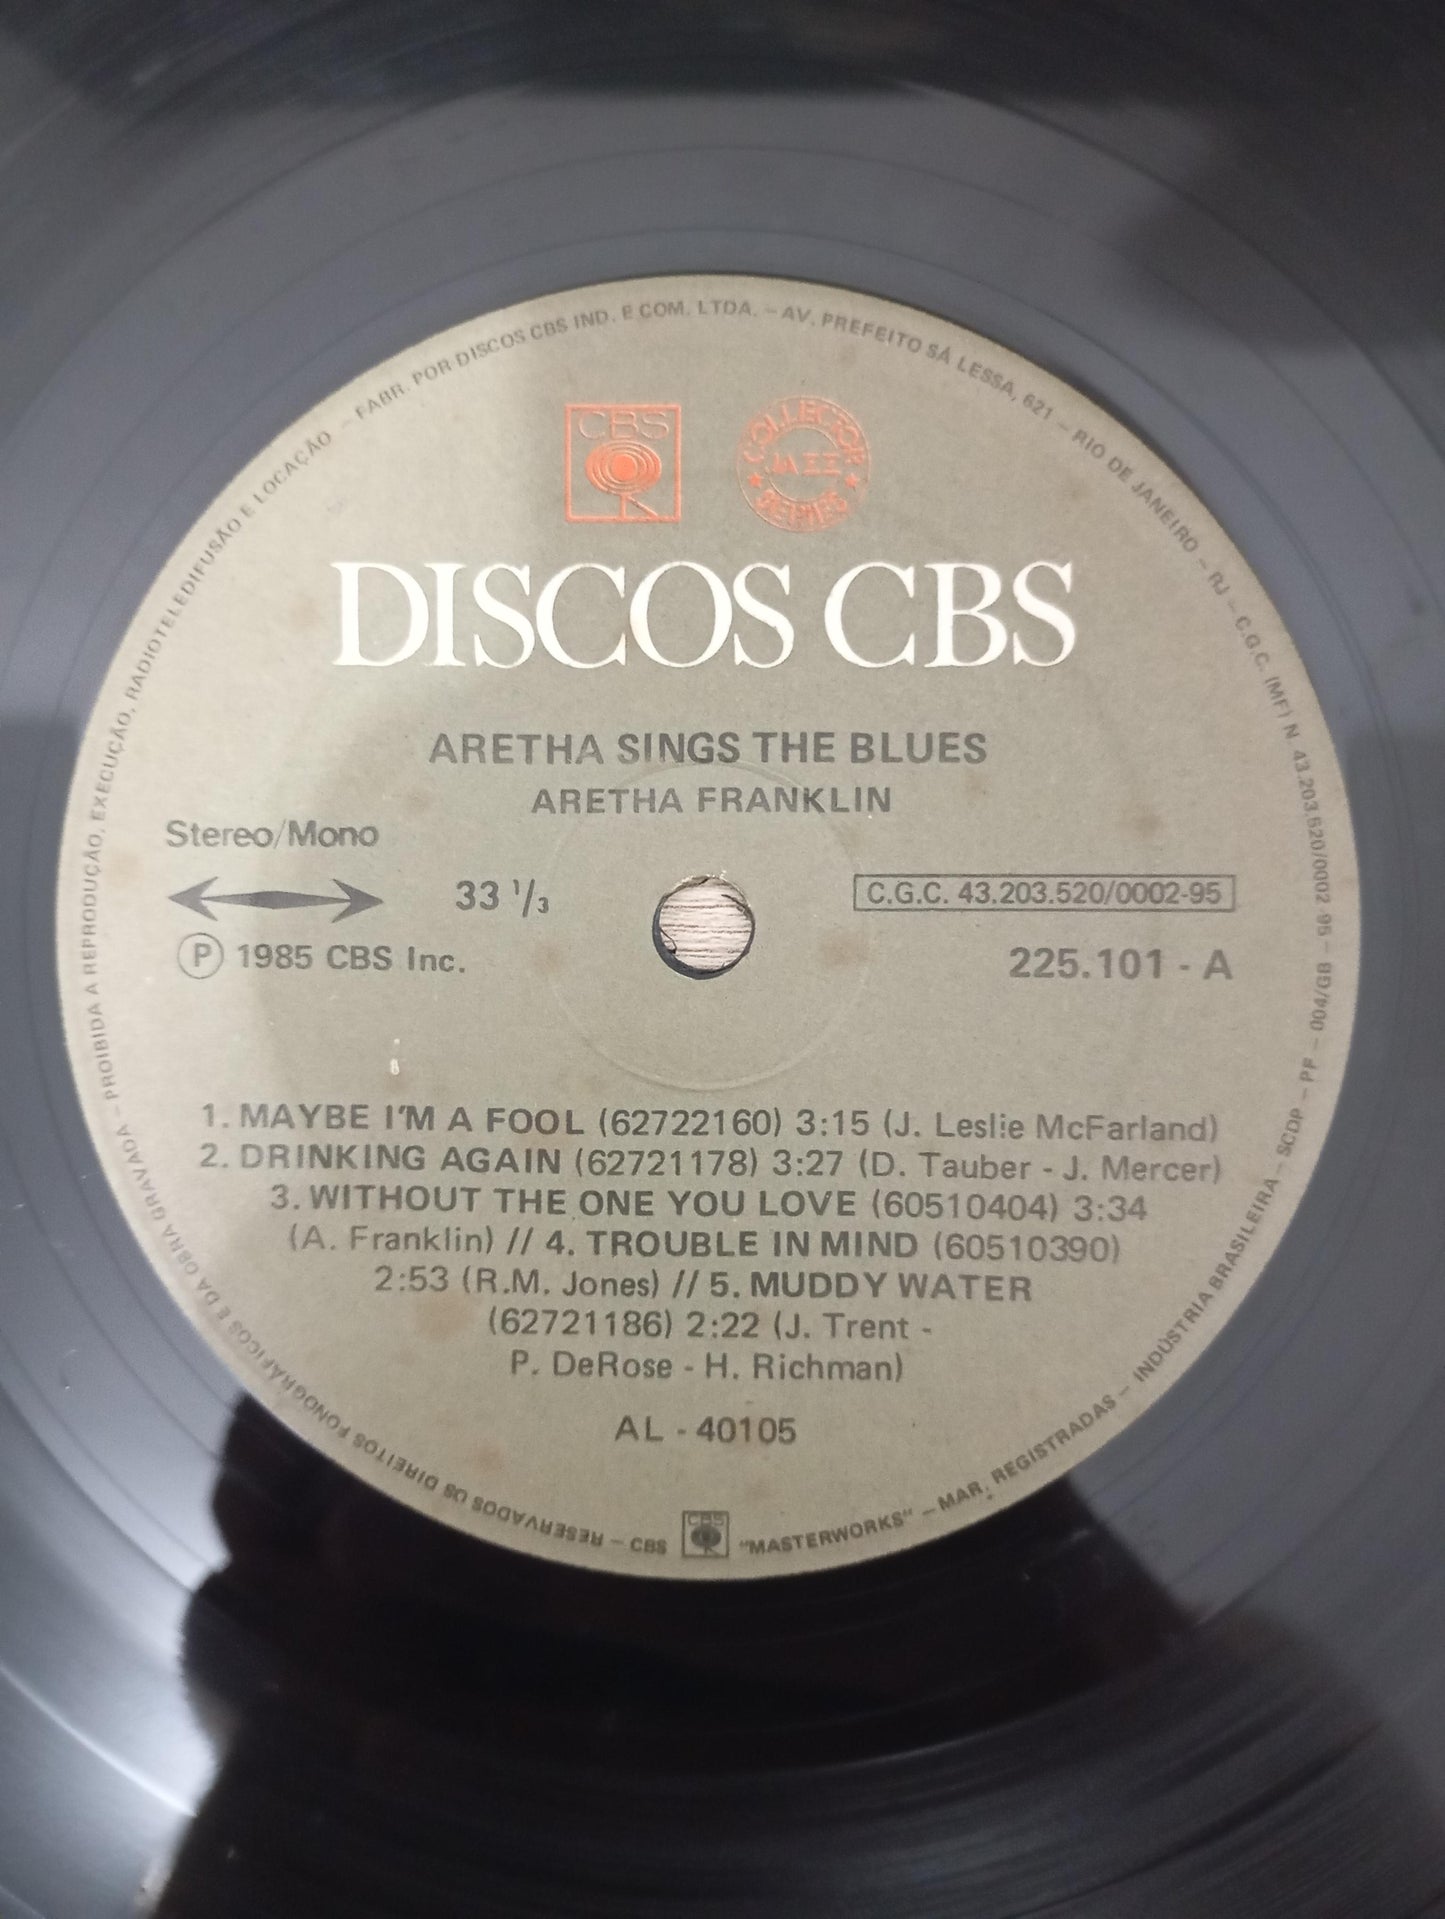 FABR. POR DISCOS CBS IND. E COM. LTDA. – AV. PREFEITO SÁ LESSA, 621 – RIO DE JANEIRO – RJ – C.G.C. (MF) N. 43.203.520/0002 95 – 004/GB – PF – SCDP – INDÚSTRIA BRASILEIRA – MAR. REGISTRADAS – "MASTERWORKS"
CBS – RESERVADOS OS DIREITOS FONOGRÁFICOS E DA OBRA GRAVADA – PROIBIDA A REPRODUÇÃO, EXECUÇÃO, RADIOTELEDIFUSÃO E LOCAÇÃO –
CBS
COLLECTOR JAZZ SERIES
DISCOS CBS
ARETHA SINGS THE BLUES
ARETHA FRANKLIN
Stereo/Mono
33 1/3
C.G.C. 43.203.520/0002-95
Ⓟ 1985 CBS Inc.
225.101 - A
1. MAYBE I'M A FOOL (62722160) 3:15 (J. Leslie McFarland)
2. DRINKING AGAIN (62721178) 3:27 (D. Tauber - J. Mercer)
3. WITHOUT THE ONE YOU LOVE (60510404) 3:34
(A. Franklin) // 4. TROUBLE IN MIND (60510390)
2:53 (R.M. Jones) // 5. MUDDY WATER
(62721186) 2:22 (J. Trent -
P. DeRose - H. Richman)
AL - 40105
CBS